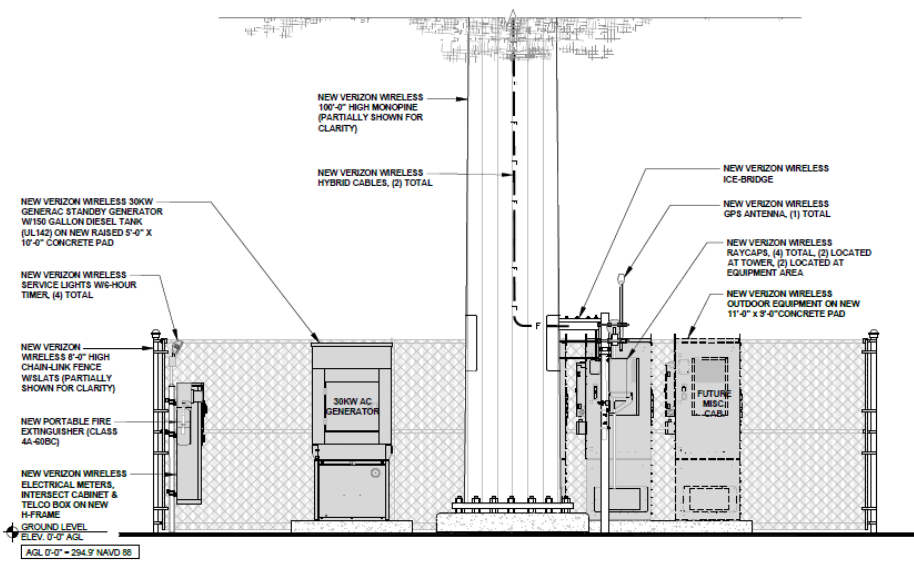 NEW VERIZON WIRELESS
100'-0" HIGH MONOPINE
(PARTIALLY SHOWN FOR
CLARITY)
NEW VERIZON WIRELESS
HYBRID CABLES, (2) TOTAL
NEW VERIZON WIRELESS 30KW
GENERAC STANDBY GENERATOR
W/150 GALLON DIESEL TANK
(UL142) ON NEW RAISED 5'-0" X
10'-0" CONCRETE PAD
NEW VERIZON WIRELESS
SERVICE LIGHTS W/6-HOUR
TIMER, (4) TOTAL
NEW VERIZON
WIRELESS 8'-0" HIGH
CHAIN-LINK FENCE
W/SLATS (PARTIALLY
SHOWN FOR CLARITY)
NEW PORTABLE FIRE
EXTINGUISHER (CLASS
4A-60BC)
NEW VERIZON WIRELESS
ELECTRICAL METERS,
INTERSECT CABINET &
TELCO BOX ON NEW
H-FRAME
GROUND LEVEL
ELEV. 0'-0" AGL
AGL 0'-0" = 294.9' NAVD 88
30KW AC
GENERATOR
F
NEW VERIZON WIRELESS
ICE-BRIDGE
NEW VERIZON WIRELESS
GPS ANTENNA, (1) TOTAL
NEW VERIZON WIRELESS
RAYCAPS, (4) TOTAL, (2) LOCATED
AT TOWER, (2) LOCATED AT
EQUIPMENT AREA
NEW VERIZON WIRELESS
OUTDOOR EQUIPMENT ON NEW
11'-0" x 9'-0"CONCRETE PAD
FUTURE
MISC
CAB